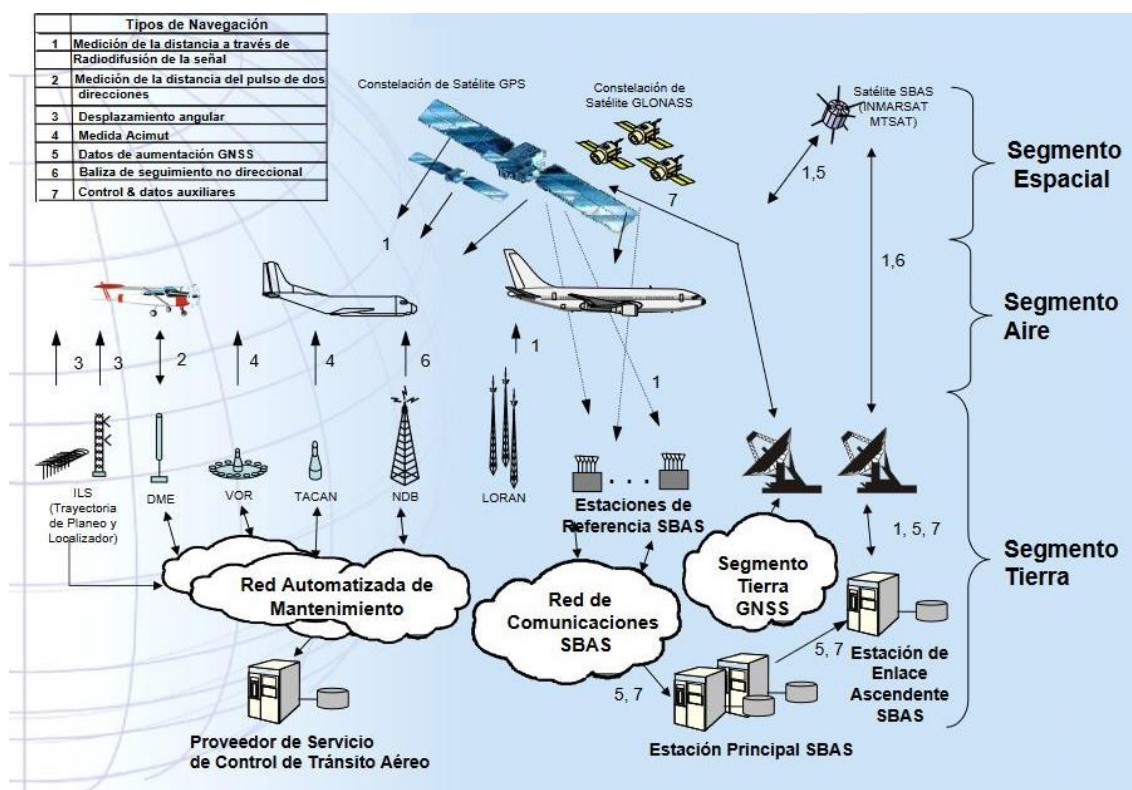 Tipos de Navegación
1 Medición de la distancia a través de
Radiodifusión de la señal
2 Medición de la distancia del pulso de dos
direcciones
3 Desplazamiento angular
4 Medida Acimut
5 Datos de aumentación GNSS
6 Baliza de seguimiento no direccional
7 Control & datos auxiliares
Constelación de Satélite GPS
Constelación de
Satélite GLONASS
Satélite SBAS
(INMARSAT
MTSAT)
Segmento
Espacial
1,5
7
1
1,6
Segmento
Aire
3
3
2
4
4
6
1
1
ILS
(Trayectoria
de Planeo y
Localizador)
DME
VOR
TACAN
NDB
LORAN
. . .
Estaciones de
Referencia SBAS
1, 5, 7
Segmento
Tierra
Red Automatizada de
Mantenimiento
Red de
Comunicaciones
SBAS
Segmento
Tierra
GNSS
5, 7
5, 7
Estación de
Enlace
Ascendente
SBAS
Proveedor de Servicio
de Control de Tránsito Aéreo
Estación Principal SBAS